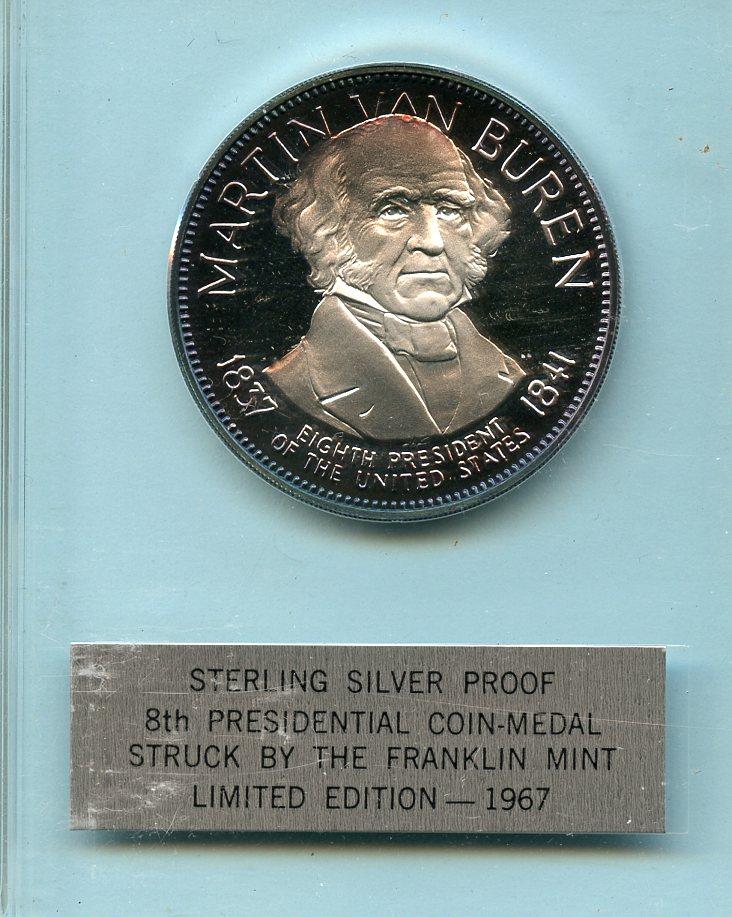 MARTIN VAN BUREN
1837 1841
EIGHTH PRESIDENT
OF THE UNITED STATES
STERLING SILVER PROOF
8th PRESIDENTIAL COIN-MEDAL
STRUCK BY THE FRANKLIN MINT
LIMITED EDITION — 1967